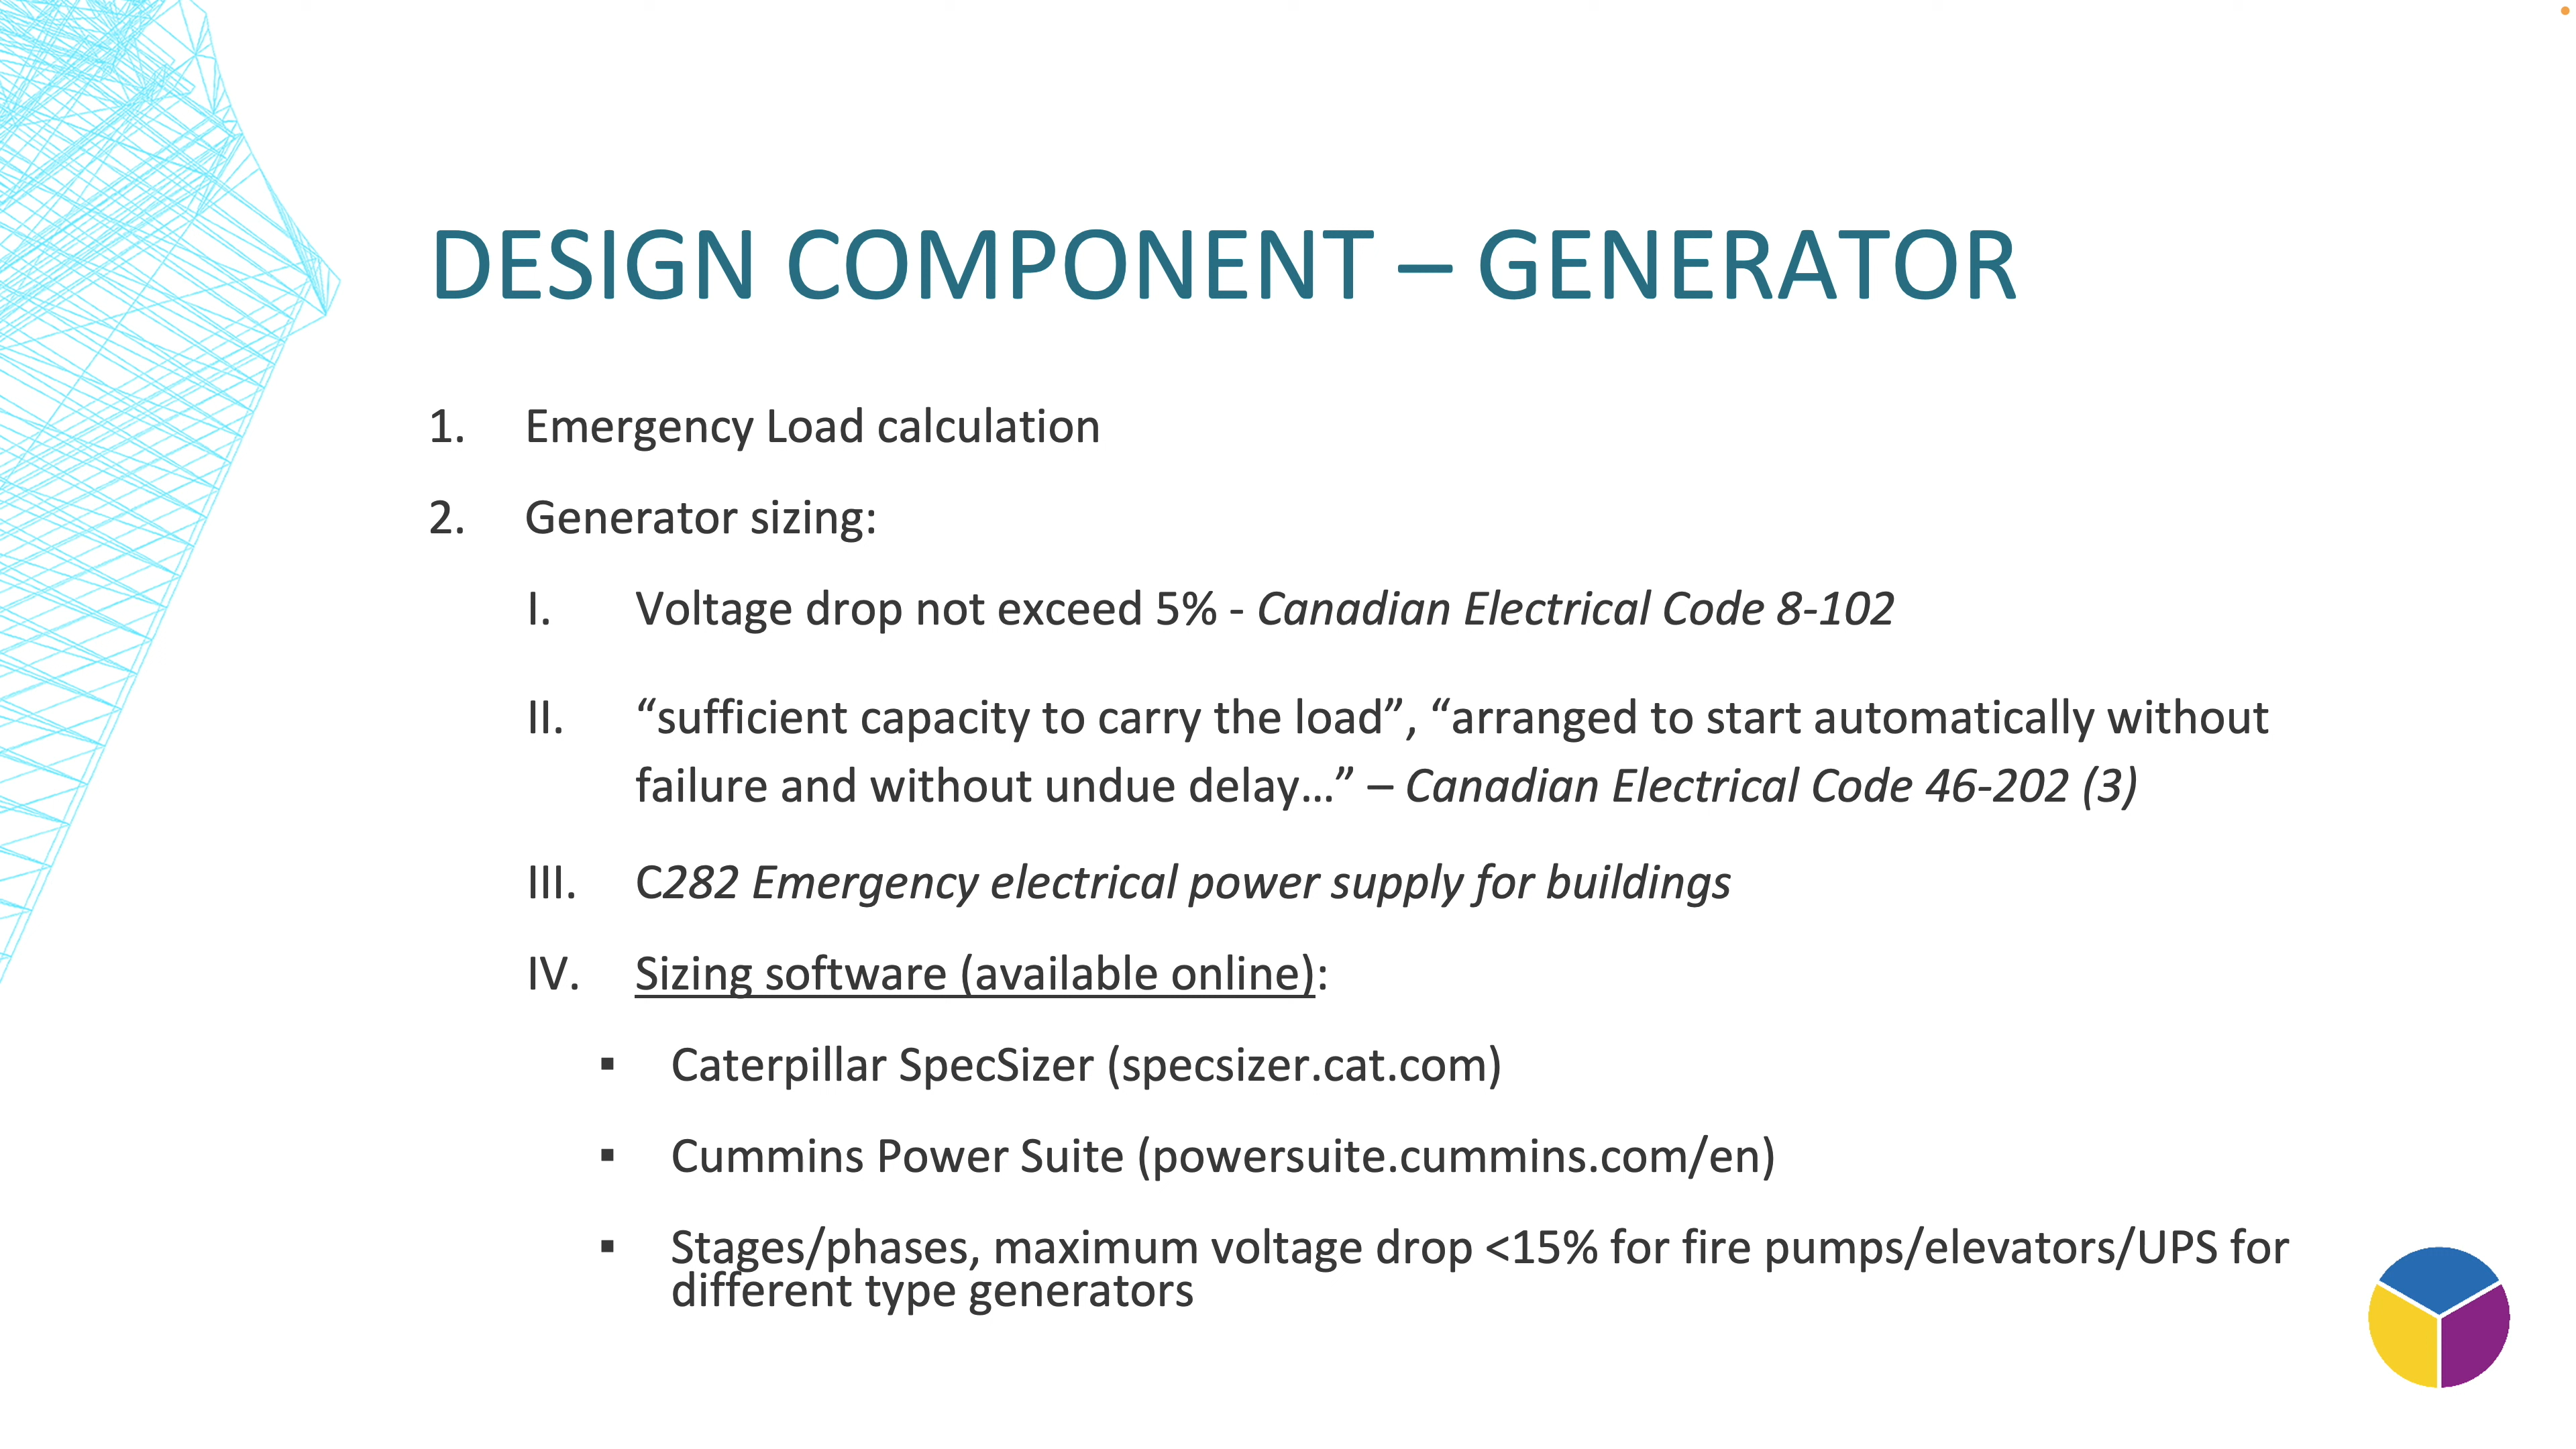 DESIGN COMPONENT – GENERATOR
1. Emergency Load calculation
2. Generator sizing:
I. Voltage drop not exceed 5% - Canadian Electrical Code 8-102
II. “sufficient capacity to carry the load”, “arranged to start automatically without
failure and without undue delay…” – Canadian Electrical Code 46-202 (3)
III. C282 Emergency electrical power supply for buildings
IV. Sizing software (available online):
▪ Caterpillar SpecSizer (specsizer.cat.com)
▪ Cummins Power Suite (powersuite.cummins.com/en)
▪ Stages/phases, maximum voltage drop <15% for fire pumps/elevators/UPS for
different type generators